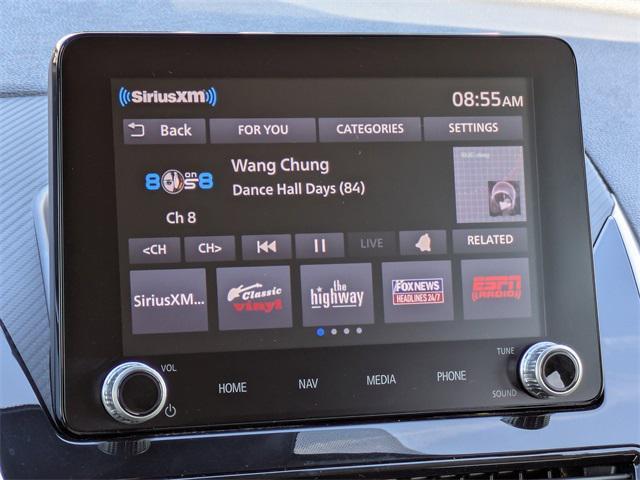 SiriusXM
08:55AM
Back FOR YOU CATEGORIES SETTINGS
80s on 8
Wang Chung
Dance Hall Days (84)
Ch 8
<CH CH> LIVE RELATED
SiriusXM...
Classic vinyl
the highway
FOX NEWS
HEADLINES 24/7
ESPN
RADIO
VOL
HOME NAV MEDIA PHONE
TUNE
SOUND